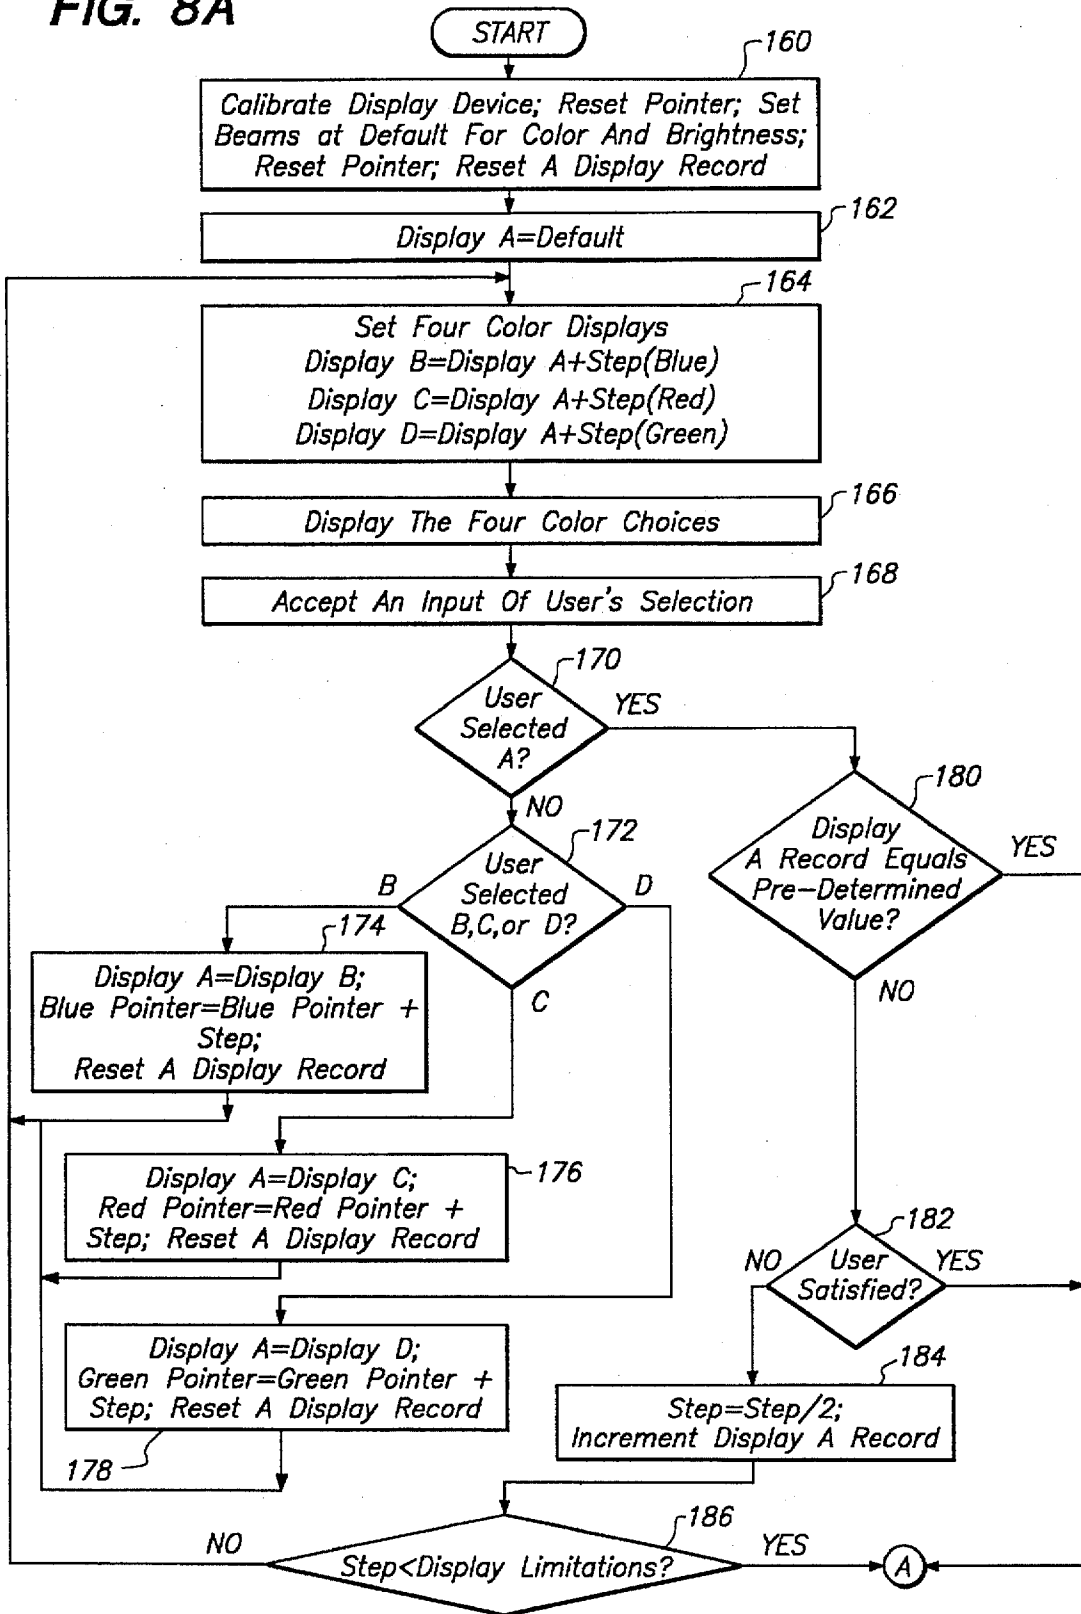 FIG. 8A
START
160
Calibrate Display Device; Reset Pointer; Set
Beams at Default For Color And Brightness;
Reset Pointer; Reset A Display Record
162
Display A=Default
164
Set Four Color Displays
Display B=Display A+Step(Blue)
Display C=Display A+Step(Red)
Display D=Display A+Step(Green)
166
Display The Four Color Choices
168
Accept An Input Of User's Selection
170
User
Selected
A?
YES
NO
180
Display
A Record Equals
Pre-Determined
Value?
YES
NO
172
User
Selected
B,C,or D?
B
D
C
174
Display A=Display B;
Blue Pointer=Blue Pointer +
Step;
Reset A Display Record
176
Display A=Display C;
Red Pointer=Red Pointer +
Step; Reset A Display Record
182
User
Satisfied?
NO
YES
Display A=Display D;
Green Pointer=Green Pointer +
Step; Reset A Display Record
178
184
Step=Step/2;
Increment Display A Record
186
Step<Display Limitations?
NO
YES
A